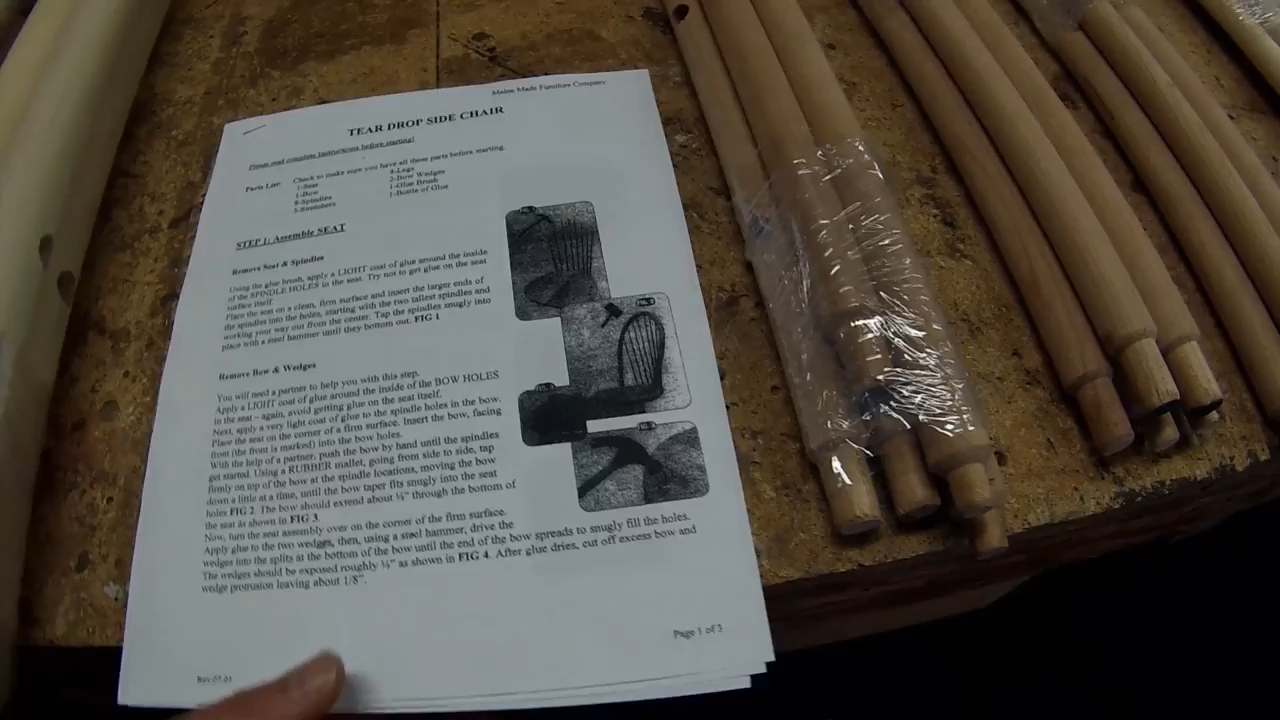 Maine Made Furniture Company
TEAR DROP SIDE CHAIR
Please read complete instructions before starting!
Parts List:
Check to make sure you have all these parts before starting.
1-Seat
1-Bow
8-Spindles
3-Stretchers
4-Legs
2-Bow Wedges
1-Glue Brush
1-Bottle of Glue
STEP 1: Assemble SEAT
Remove Seat & Spindles
Using the glue brush, apply a LIGHT coat of glue around the inside
of the SPINDLE HOLES in the seat. Try not to get glue on the seat
surface itself.
Place the seat on a clean, firm surface and insert the larger ends of
the spindles into the holes, starting with the two tallest spindles and
working your way out from the center. Tap the spindles snugly into
place with a steel hammer until they bottom out. FIG 1
Remove Bow & Wedges
You will need a partner to help you with this step.
Apply a LIGHT coat of glue around the inside of the BOW HOLES
in the seat – again, avoid getting glue on the seat itself.
Next, apply a very light coat of glue to the spindle holes in the bow.
Place the seat on the corner of a firm surface. Insert the bow, facing
front (the front is marked) into the bow holes.
With the help of a partner, push the bow by hand until the spindles
get started. Using a RUBBER mallet, going from side to side, tap
firmly on top of the bow at the spindle locations, moving the bow
down a little at a time, until the bow taper fits snugly into the seat
holes FIG 2. The bow should extend about ½" through the bottom of
the seat as shown in FIG 3.
Now, turn the seat assembly over on the corner of the firm surface.
Apply glue to the two wedges, then, using a steel hammer, drive the
wedges into the splits at the bottom of the bow until the end of the bow spreads to snugly fill the holes.
The wedges should be exposed roughly ½" as shown in FIG 4. After glue dries, cut off excess bow and
wedge protrusion leaving about 1/8".
Page 1 of 3